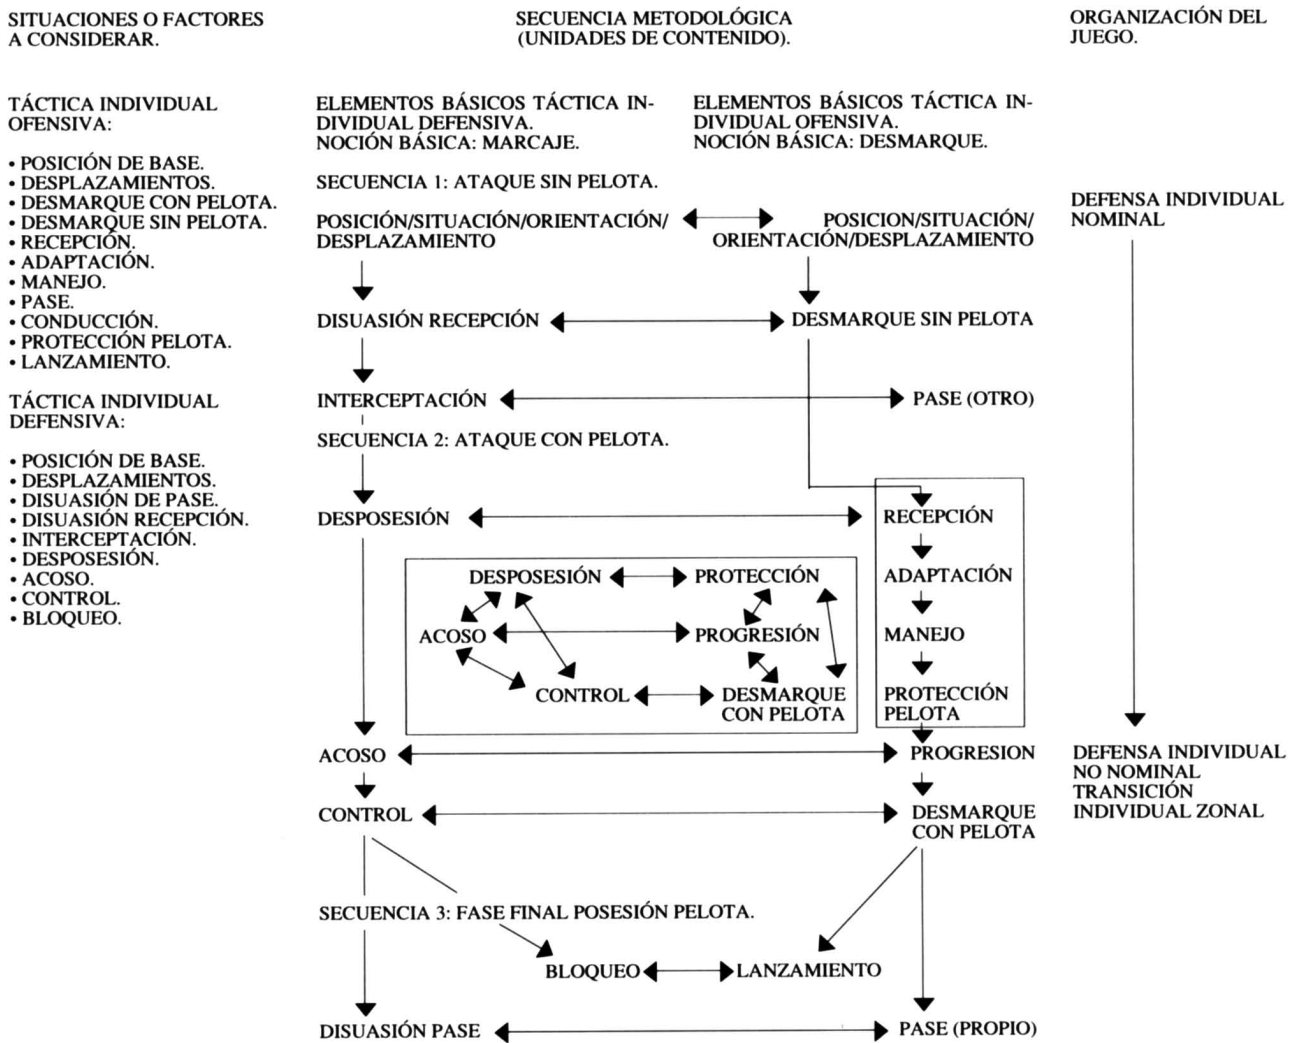 SITUACIONES O FACTORES
A CONSIDERAR.
SECUENCIA METODOLÓGICA
(UNIDADES DE CONTENIDO).
ORGANIZACIÓN DEL
JUEGO.
TÁCTICA INDIVIDUAL
OFENSIVA:
• POSICIÓN DE BASE.
• DESPLAZAMIENTOS.
• DESMARQUE CON PELOTA.
• DESMARQUE SIN PELOTA.
• RECEPCIÓN.
• ADAPTACIÓN.
• MANEJO.
• PASE.
• CONDUCCIÓN.
• PROTECCIÓN PELOTA.
• LANZAMIENTO.
TÁCTICA INDIVIDUAL
DEFENSIVA:
• POSICIÓN DE BASE.
• DESPLAZAMIENTOS.
• DISUASIÓN DE PASE.
• DISUASIÓN RECEPCIÓN.
• INTERCEPTACIÓN.
• DESPOSESIÓN.
• ACOSO.
• CONTROL.
• BLOQUEO.
ELEMENTOS BÁSICOS TÁCTICA IN-
DIVIDUAL DEFENSIVA.
NOCIÓN BÁSICA: MARCAJE.
ELEMENTOS BÁSICOS TÁCTICA IN-
DIVIDUAL OFENSIVA.
NOCIÓN BÁSICA: DESMARQUE.
SECUENCIA 1: ATAQUE SIN PELOTA.
POSICIÓN/SITUACIÓN/ORIENTACIÓN/
DESPLAZAMIENTO
POSICION/SITUACIÓN/
ORIENTACIÓN/DESPLAZAMIENTO
DISUASIÓN RECEPCIÓN
DESMARQUE SIN PELOTA
INTERCEPTACIÓN
PASE (OTRO)
SECUENCIA 2: ATAQUE CON PELOTA.
DESPOSESIÓN
RECEPCIÓN
DESPOSESIÓN
PROTECCIÓN
ADAPTACIÓN
ACOSO
PROGRESIÓN
MANEJO
CONTROL
DESMARQUE
CON PELOTA
PROTECCIÓN
PELOTA
ACOSO
PROGRESION
CONTROL
DESMARQUE
CON PELOTA
SECUENCIA 3: FASE FINAL POSESIÓN PELOTA.
BLOQUEO
LANZAMIENTO
DISUASIÓN PASE
PASE (PROPIO)
DEFENSA INDIVIDUAL
NOMINAL
DEFENSA INDIVIDUAL
NO NOMINAL
TRANSICIÓN
INDIVIDUAL ZONAL